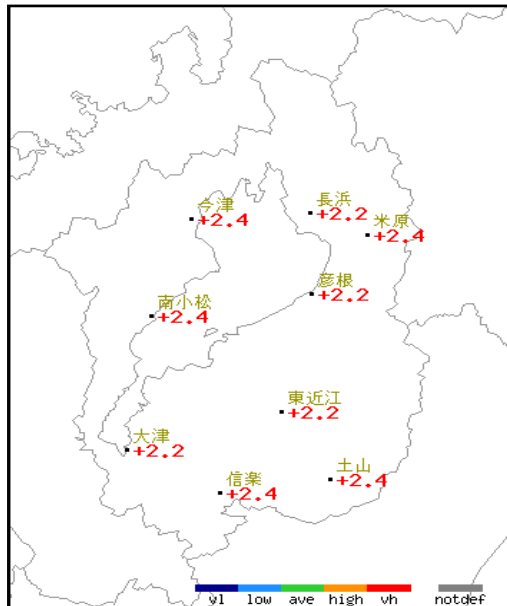 長浜
+2.2
今津
+2.4
米原
+2.4
彦根
+2.2
南小松
+2.4
東近江
+2.2
大津
+2.2
土山
+2.4
信楽
+2.4
vl low ave high vh notdef